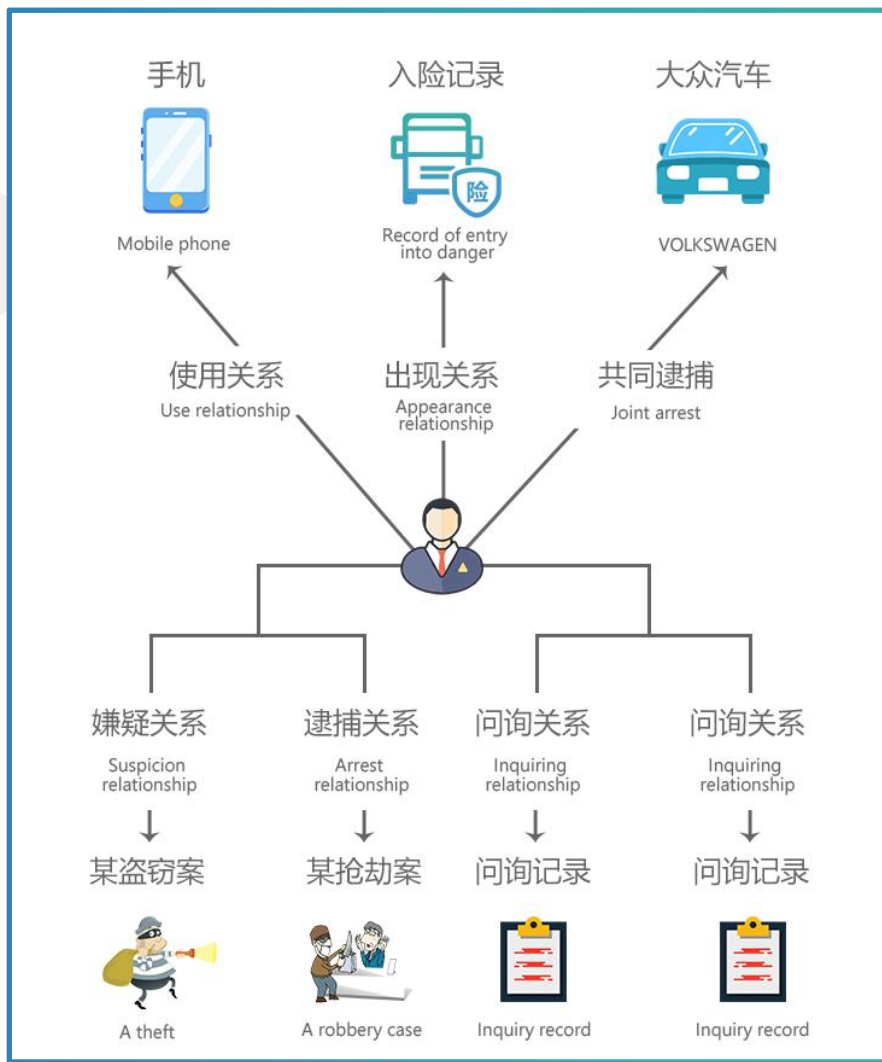 手机
入险记录
大众汽车
险
Mobile phone
Record of entry
into danger
VOLKSWAGEN
使用关系
出现关系
共同逮捕
Use relationship
Appearance
relationship
Joint arrest
嫌疑关系
逮捕关系
问询关系
问询关系
Suspicion
relationship
Arrest
relationship
Inquiring
relationship
Inquiring
relationship
某盗窃案
某抢劫案
问询记录
问询记录
A theft
A robbery case
Inquiry record
Inquiry record